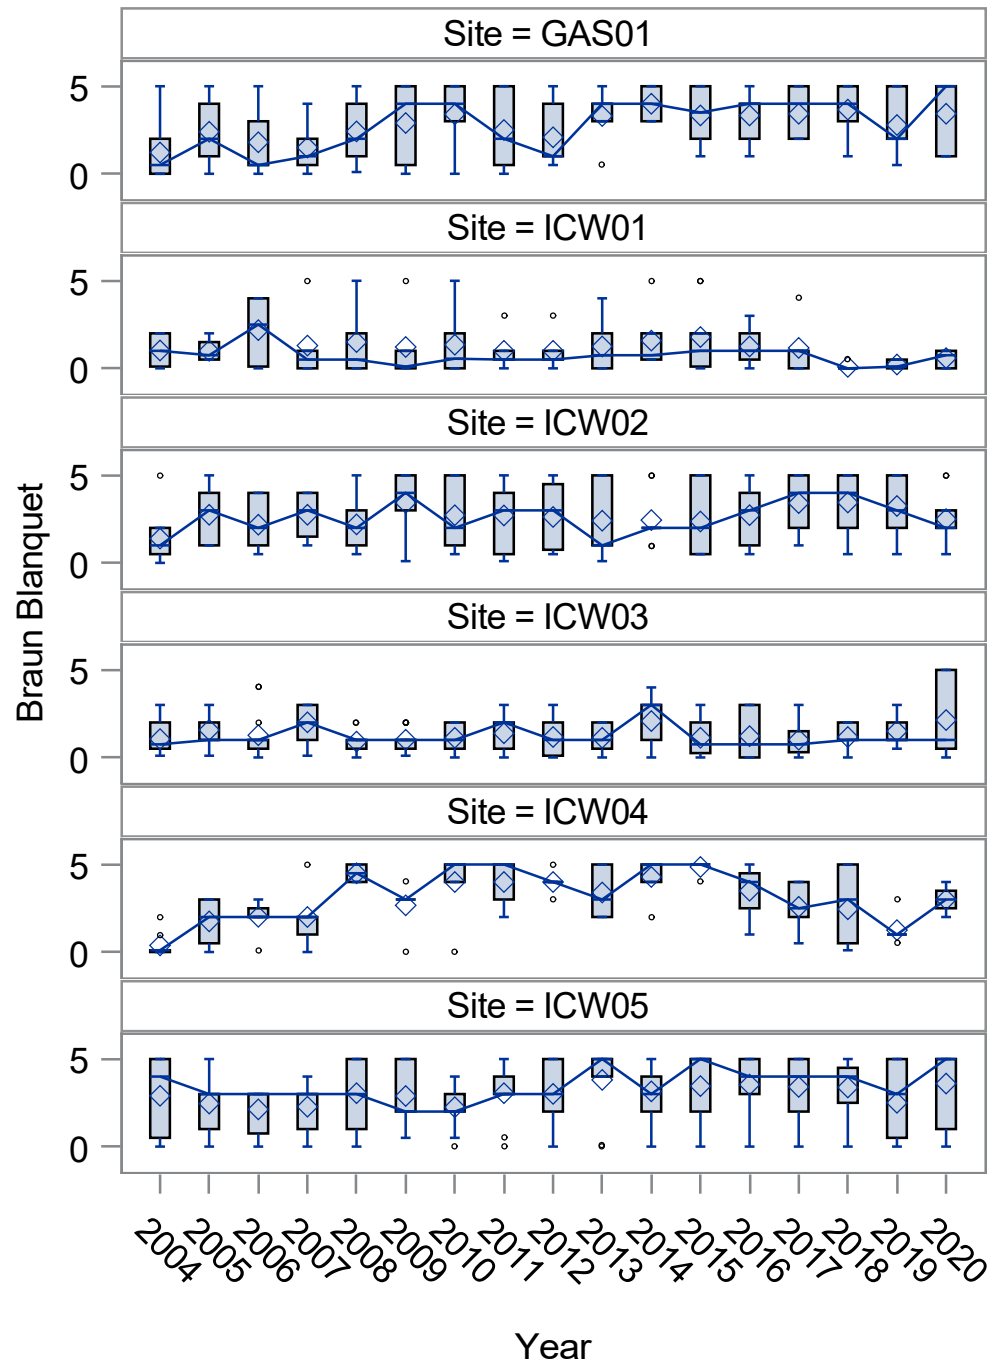 Site = GAS01
5
0
Site = ICW01
5
0
Site = ICW02
5
0
Braun Blanquet
Site = ICW03
5
0
Site = ICW04
5
0
Site = ICW05
5
0
2004 2005 2006 2007 2008 2009 2010 2011 2012 2013 2014 2015 2016 2017 2018 2019 2020
Year